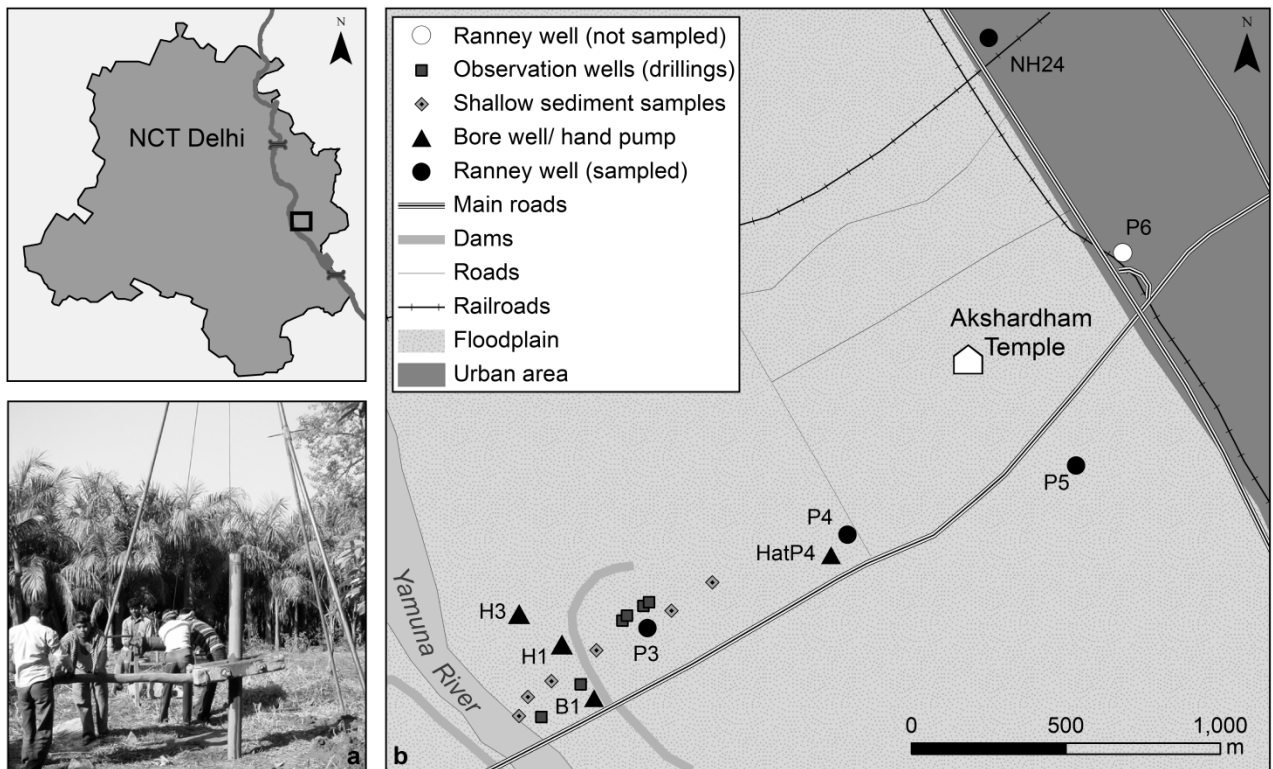 N
NCT Delhi
a
Ranney well (not sampled)
Observation wells (drillings)
Shallow sediment samples
Bore well/ hand pump
Ranney well (sampled)
Main roads
Dams
Roads
Railroads
Floodplain
Urban area
N
NH24
P6
Akshardham
Temple
P5
P4
HatP4
H3
P3
H1
B1
Yamuna River
0 500 1,000
m
b